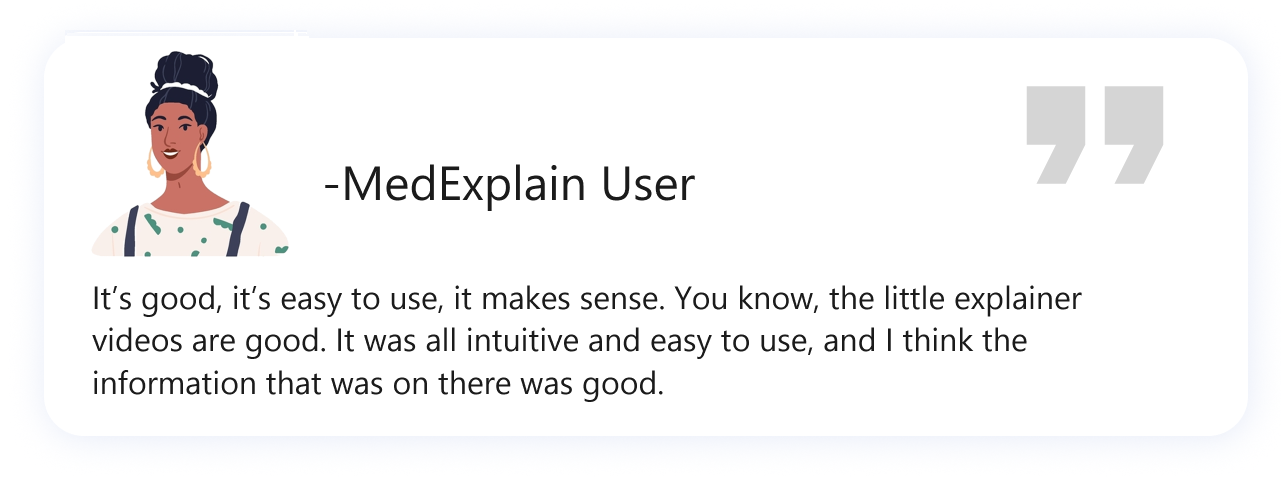 -MedExplain User
It’s good, it’s easy to use, it makes sense. You know, the little explainer
videos are good. It was all intuitive and easy to use, and I think the
information that was on there was good.